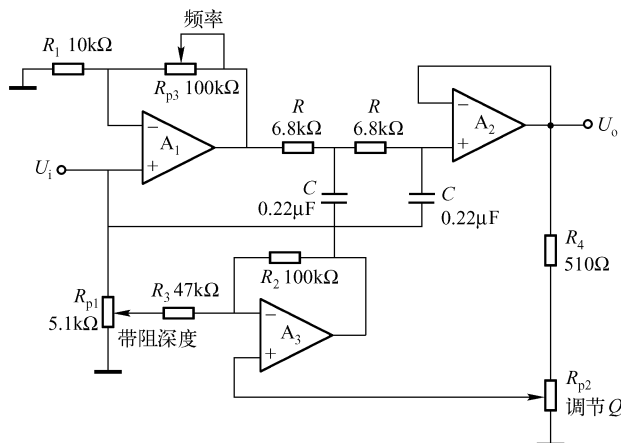 频率
R1 10kΩ
Rp3 100kΩ
R
6.8kΩ
R
6.8kΩ
−
A1
+
−
A2
+
Uo
Ui
C
0.22μF
C
0.22μF
R4
510Ω
R2 100kΩ
Rp1
5.1kΩ
R3 47kΩ
带阻深度
−
A3
+
Rp2
调节Q